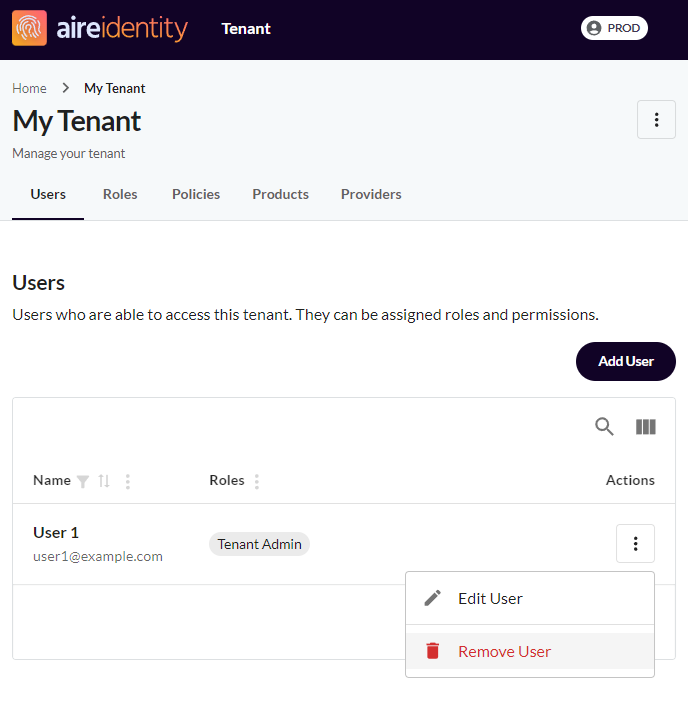 aireidentity Tenant PROD
Home My Tenant
My Tenant
Manage your tenant
Users Roles Policies Products Providers
Users
Users who are able to access this tenant. They can be assigned roles and permissions.
Add User
Name Roles Actions
User 1
Tenant Admin
user1@example.com
Edit User
Remove User